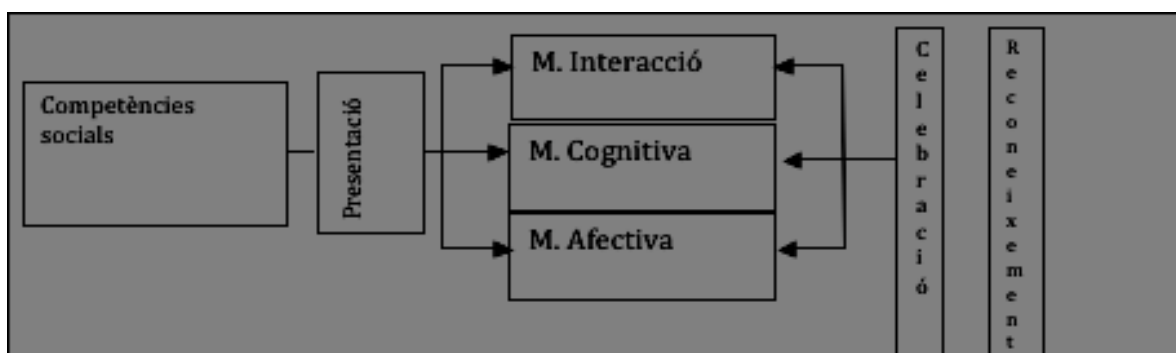 Competències
socials
Presentació
M. Interacció
M. Cognitiva
M. Afectiva
Celebració
Reconeixement